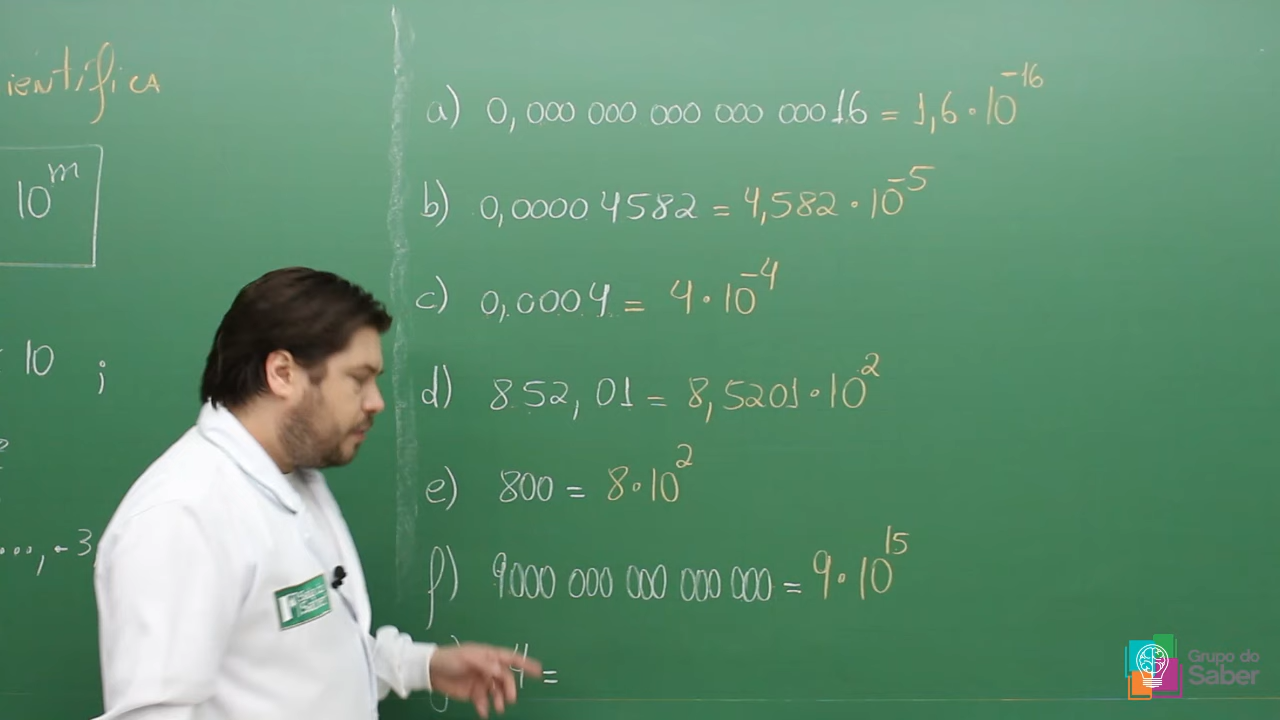 ientífica
10^m
10 ;
..., -3
a) 0,000 000 000 000 00016 = 1,6 · 10^-16
b) 0,0000 4582 = 4,582 · 10^-5
c) 0,0004 = 4 · 10^-4
d) 852,01 = 8,5201 · 10^2
e) 800 = 8 · 10^2
f) 9000 000 000 000 000 = 9 · 10^15
4 =
Grupo do
Saber